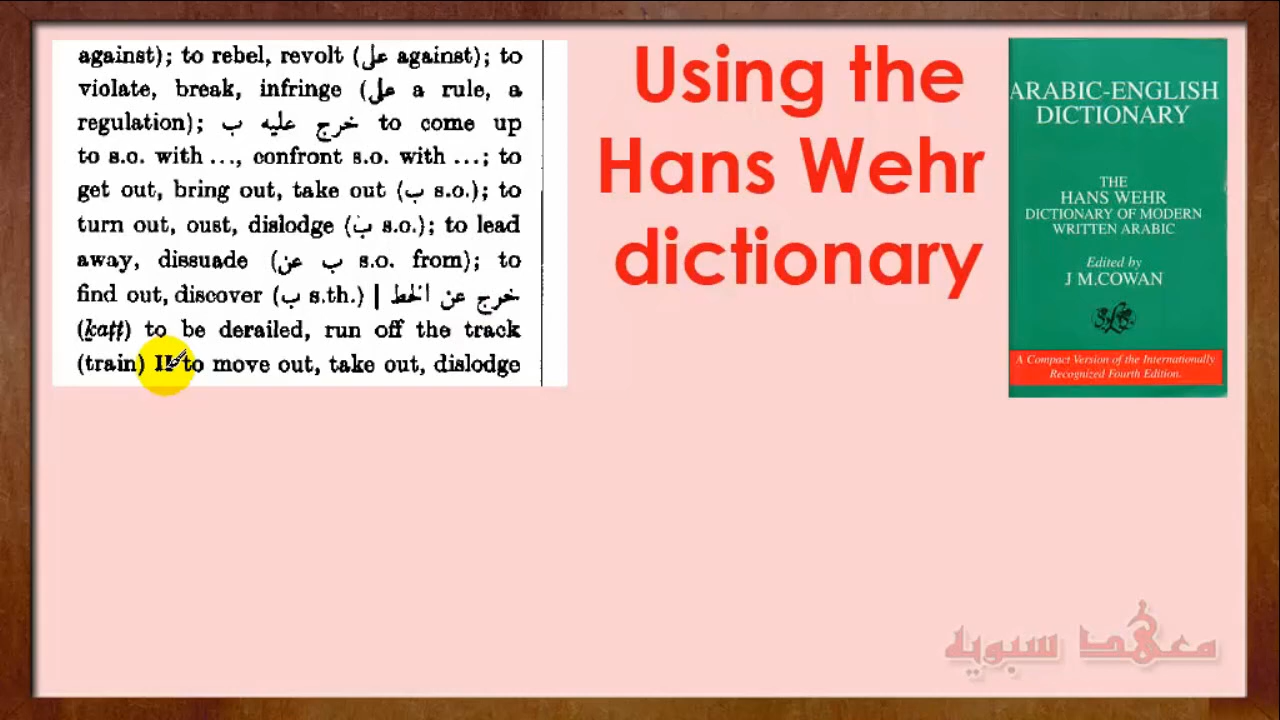 against); to rebel, revolt (على against); to
violate, break, infringe (على a rule, a
regulation); خرج عليه ب to come up
to s.o. with ..., confront s.o. with ...; to
get out, bring out, take out (ب s.o.); to
turn out, oust, dislodge (ب s.o.); to lead
away, dissuade (ب عن s.o. from); to
find out, discover (ب s.th.) | خرج عن الخط
(ḵaṭṭ) to be derailed, run off the track
(train) II to move out, take out, dislodge
Using the
Hans Wehr
dictionary
ARABIC-ENGLISH
DICTIONARY
THE
HANS WEHR
DICTIONARY OF MODERN
WRITTEN ARABIC
Edited by
J M.COWAN
A Compact Version of the Internationally
Recognized Fourth Edition.
معهد سبويه